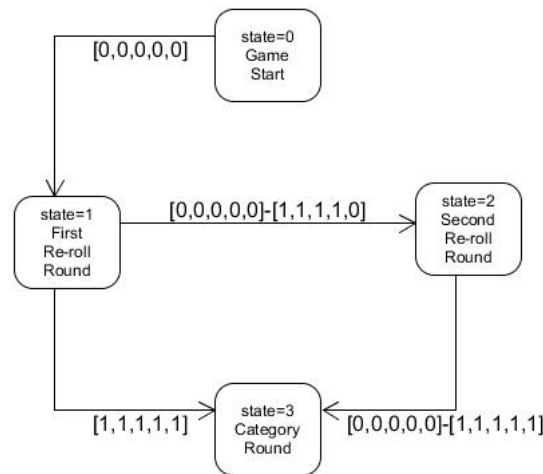 state=0
Game
Start
[0,0,0,0,0]
state=1
First
Re-roll
Round
[0,0,0,0,0]-[1,1,1,1,0]
state=2
Second
Re-roll
Round
[1,1,1,1,1]
state=3
Category
Round
[0,0,0,0,0]-[1,1,1,1,1]